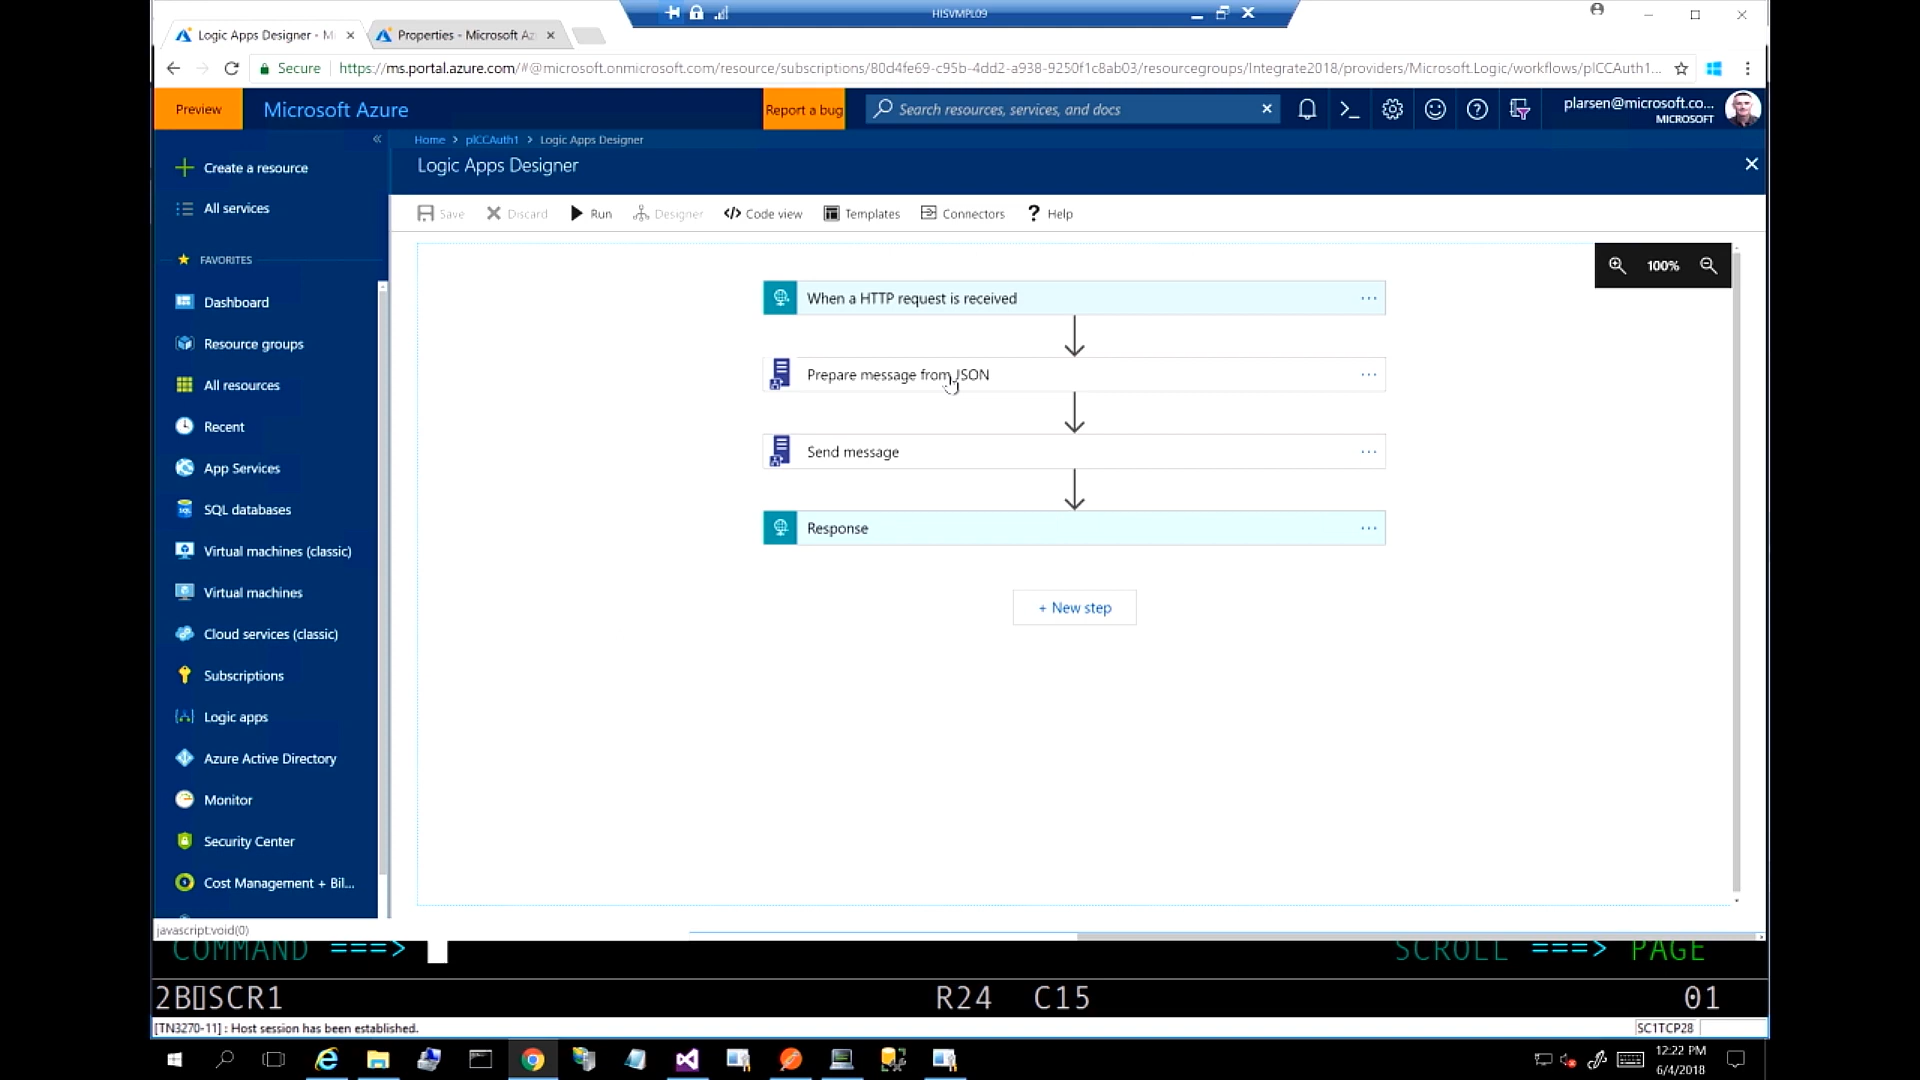 HISVMPL09
Logic Apps Designer - M
Properties - Microsoft Az
Secure
https://ms.portal.azure.com/#@microsoft.onmicrosoft.com/resource/subscriptions/80d4fe69-c95b-4dd2-a938-9250f1c8ab03/resourcegroups/Integrate2018/providers/Microsoft.Logic/workflows/plCCAuth1...
Preview
Microsoft Azure
Report a bug
Search resources, services, and docs
plarsen@microsoft.co...
MICROSOFT
Home > plCCAuth1 > Logic Apps Designer
Logic Apps Designer
Save
Discard
Run
Designer
</> Code view
Templates
Connectors
? Help
Create a resource
All services
FAVORITES
Dashboard
Resource groups
All resources
Recent
App Services
SQL databases
Virtual machines (classic)
Virtual machines
Cloud services (classic)
Subscriptions
Logic apps
Azure Active Directory
Monitor
Security Center
Cost Management + Bil...
100%
When a HTTP request is received
Prepare message from JSON
Send message
Response
+ New step
javascript:void(0)
COMMAND ===>
SCROLL ===> PAGE
2B▯SCR1
R24 C15
01
[TN3270-11] : Host session has been established.
SC1TCP28
12:22 PM
6/4/2018